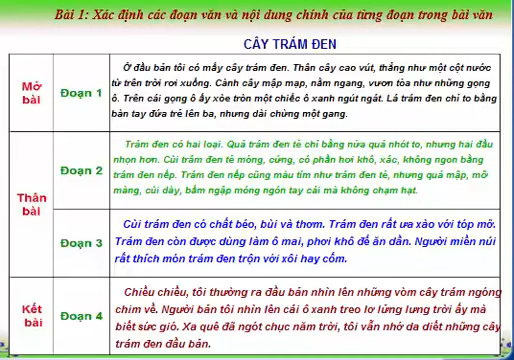 Bài 1: Xác định các đoạn văn và nội dung chính của từng đoạn trong bài văn
CÂY TRÁM ĐEN
Mở bài
Đoạn 1
Ở đầu bản tôi có mấy cây trám đen. Thân cây cao vút, thẳng như một cột nước
từ trên trời rơi xuống. Cành cây mập mạp, nằm ngang, vươn tỏa như những gọng
ô. Trên cái gọng ô ấy xòe tròn một chiếc ô xanh ngút ngát. Lá trám đen chỉ to bằng
bàn tay đứa trẻ lên ba, nhưng dài chừng một gang.
Thân bài
Đoạn 2
Trám đen có hai loại. Quả trám đen tẻ chỉ bằng nửa quả nhót to, nhưng hai đầu
nhọn hơn. Cùi trám đen tẻ mỏng, cứng, có phần hơi khô, xác, không ngon bằng
trám đen nếp. Trám đen nếp cũng màu tím như trám đen tẻ, nhưng quả mập, mỡ
màng, cùi dày, bấm ngập móng ngón tay cái mà không chạm hạt.
Đoạn 3
Cùi trám đen có chất béo, bùi và thơm. Trám đen rất ưa xào với tóp mỡ.
Trám đen còn được dùng làm ô mai, phơi khô để ăn dần. Người miền núi
rất thích món trám đen trộn với xôi hay cốm.
Kết bài
Đoạn 4
Chiều chiều, tôi thường ra đầu bản nhìn lên những vòm cây trám ngóng
chim về. Người bản tôi nhìn lên cái ô xanh treo lơ lửng lưng trời ấy mà
biết sức gió. Xa quê đã ngót chục năm trời, tôi vẫn nhớ da diết những cây
trám đen đầu bản.